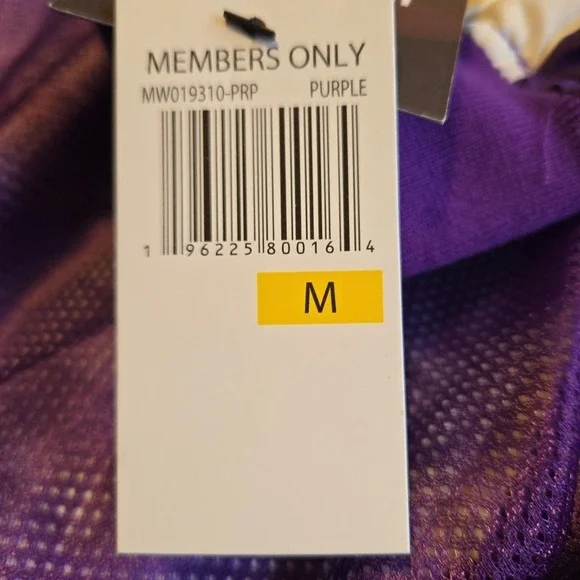 MEMBERS ONLY
MW019310-PRP PURPLE
1 96225 80016 4
M